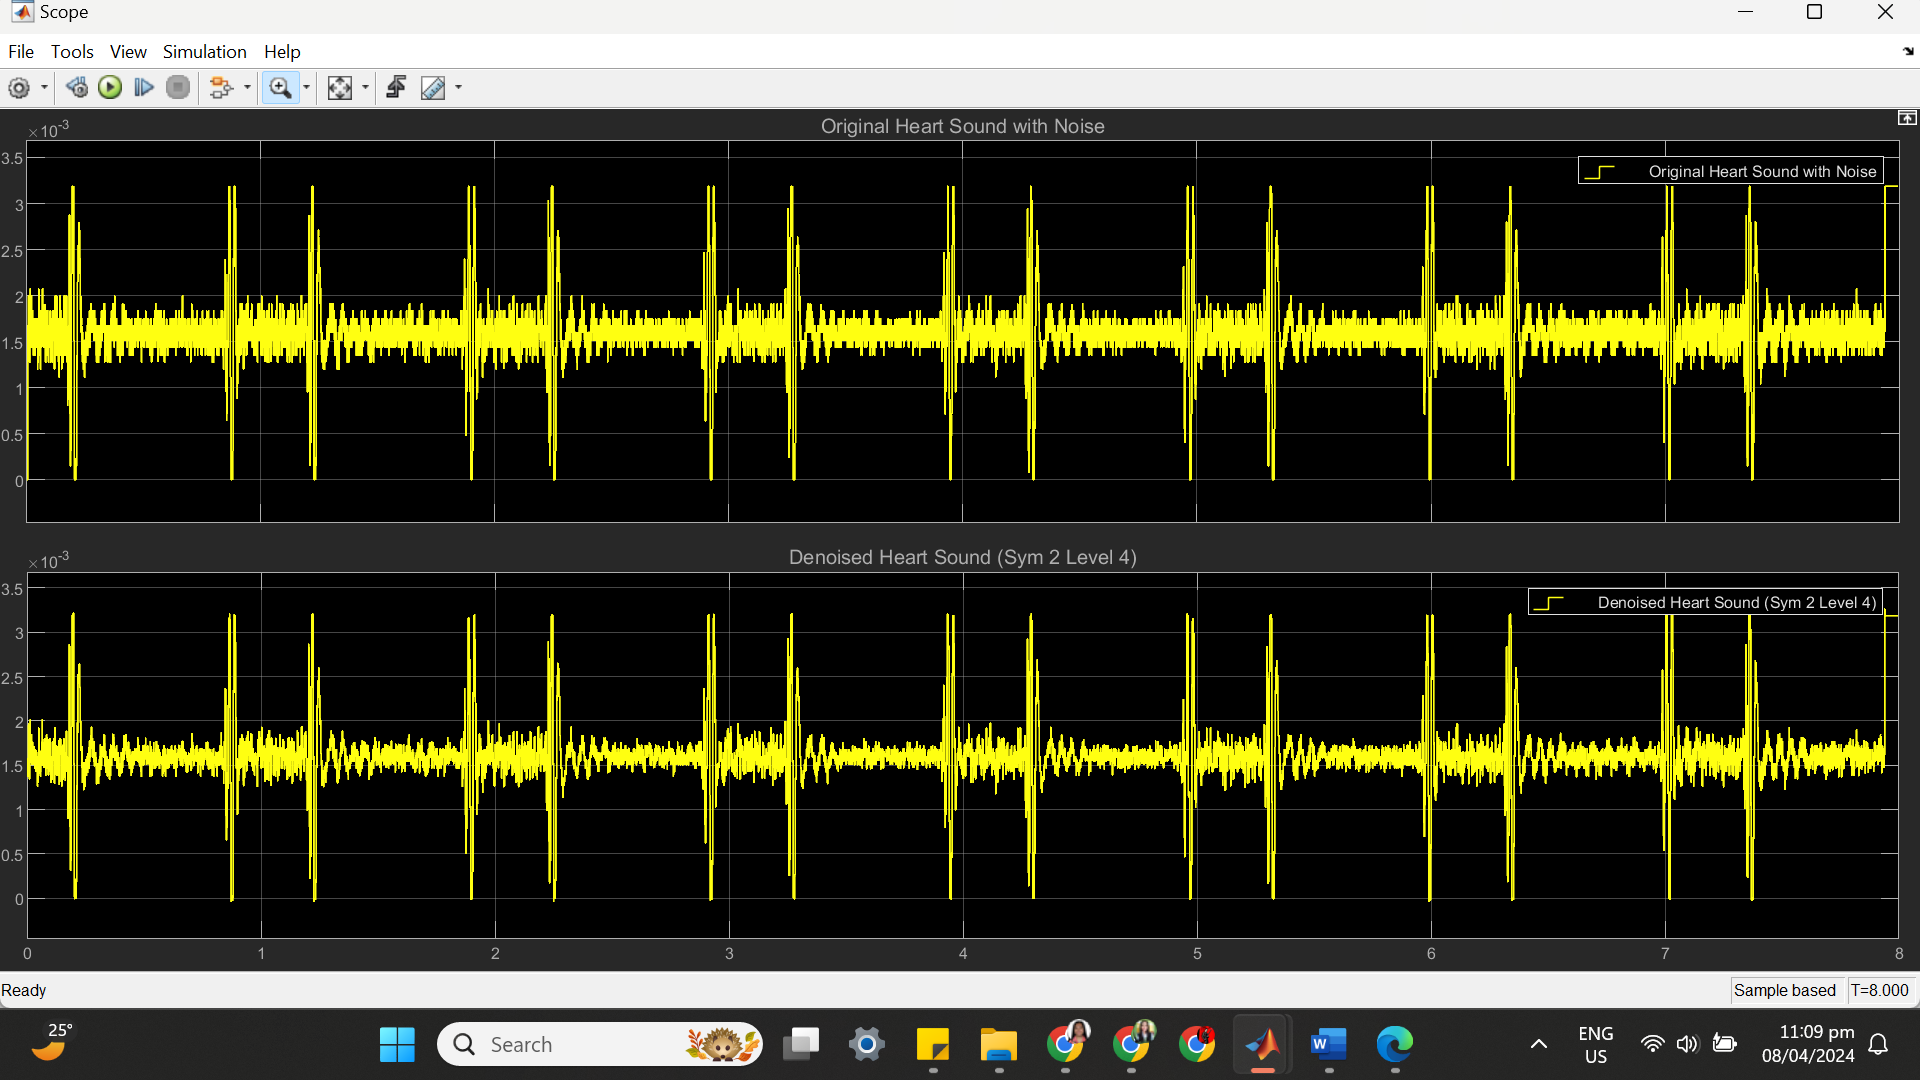 Scope
File Tools View Simulation Help
×10-3
Original Heart Sound with Noise
Original Heart Sound with Noise
3.5
3
2.5
2
1.5
1
0.5
0
×10-3
Denoised Heart Sound (Sym 2 Level 4)
Denoised Heart Sound (Sym 2 Level 4)
3.5
3
2.5
2
1.5
1
0.5
0
0 1 2 3 4 5 6 7 8
Ready
Sample based T=8.000
25°
Search
ENG
US
11:09 pm
08/04/2024